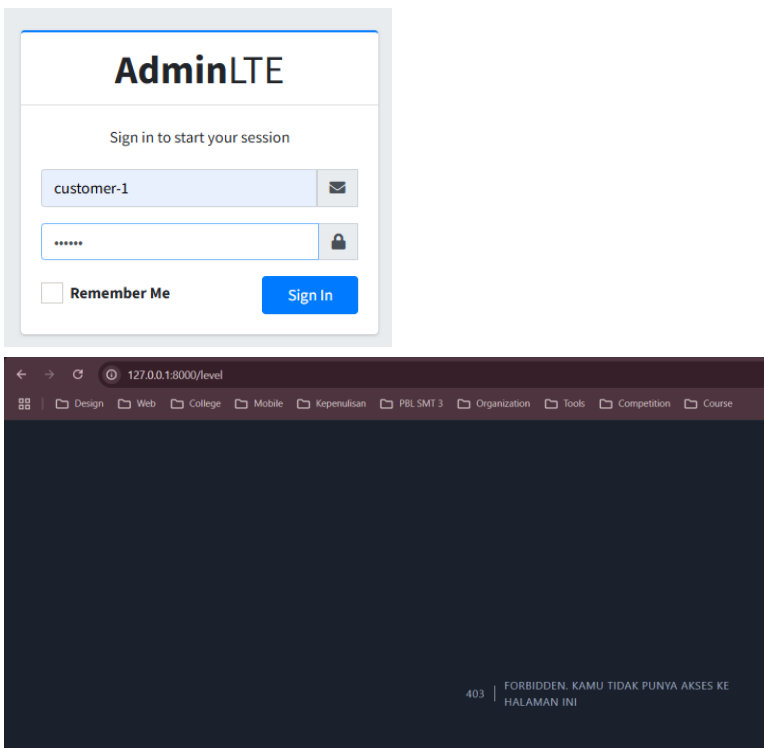 AdminLTE
Sign in to start your session
customer-1
••••••
Remember Me
Sign In
127.0.0.1:8000/level
Design Web College Mobile Kepenulisan PBL SMT 3 Organization Tools Competition Course
403
FORBIDDEN. KAMU TIDAK PUNYA AKSES KE
HALAMAN INI